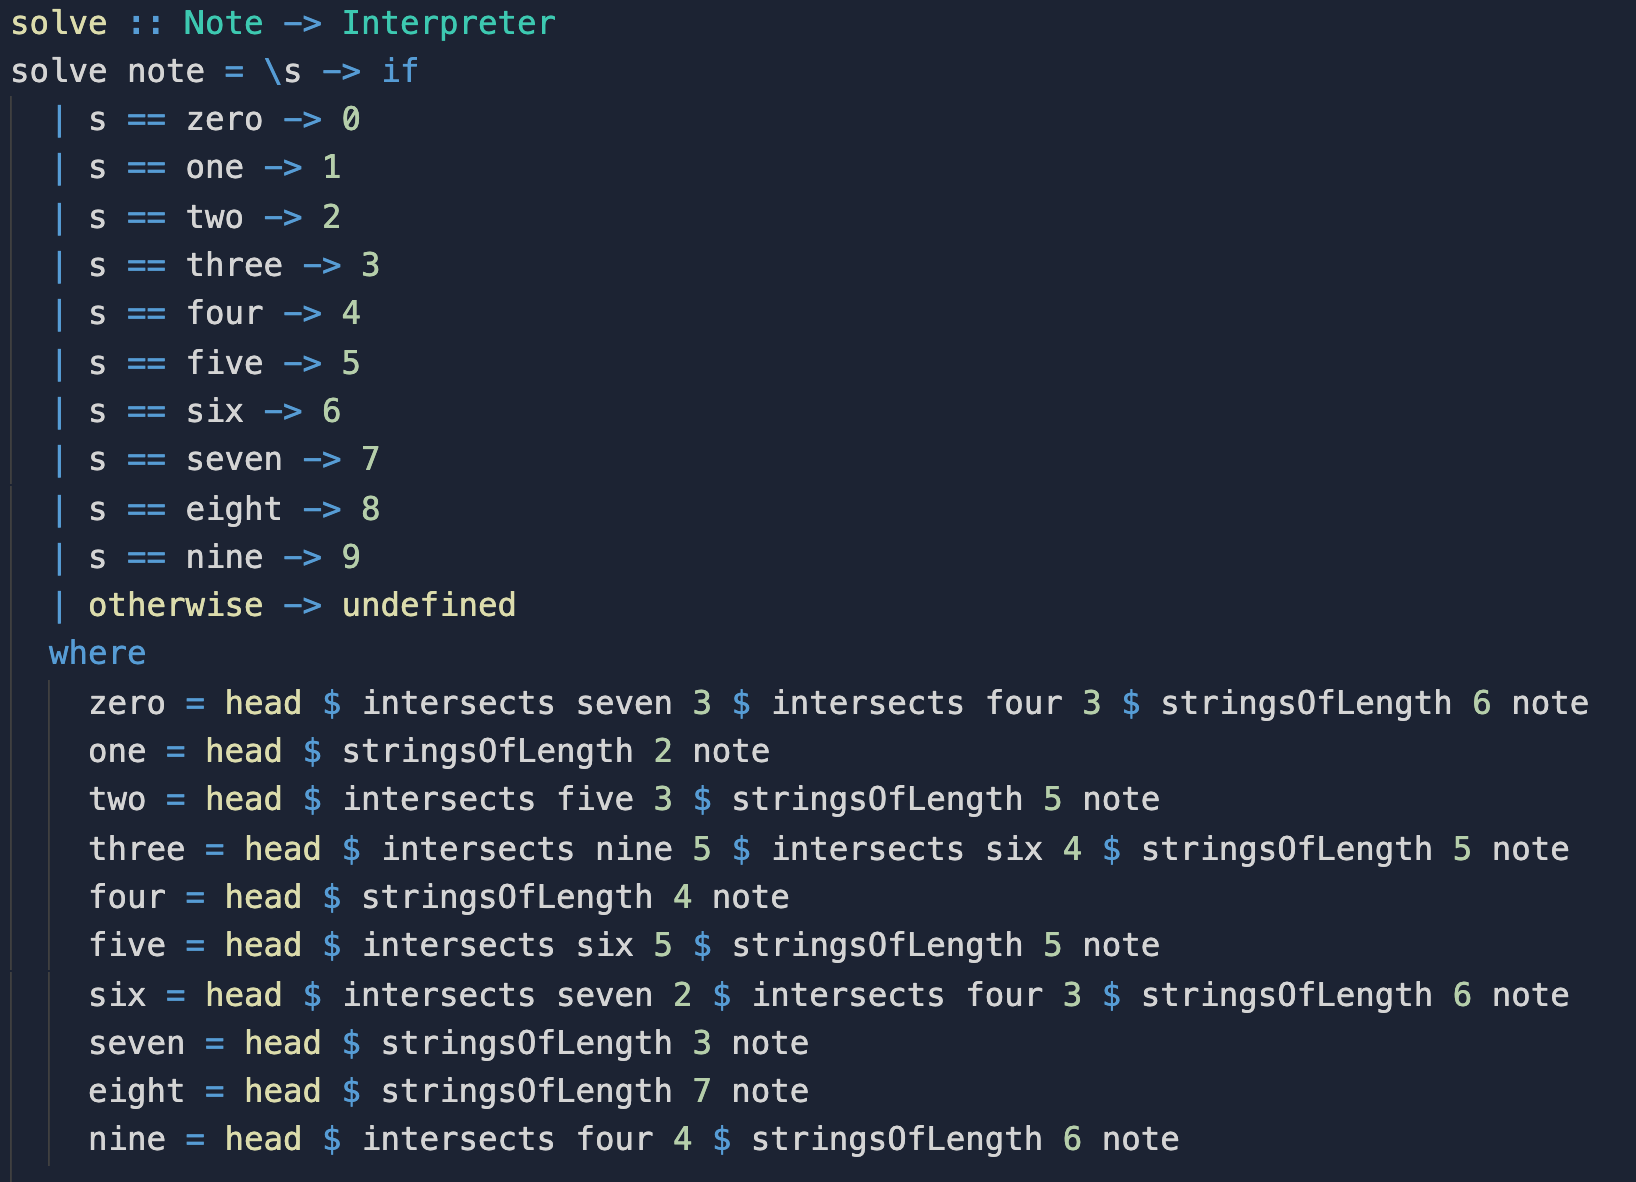 solve :: Note -> Interpreter
solve note = \s -> if
  | s == zero -> 0
  | s == one -> 1
  | s == two -> 2
  | s == three -> 3
  | s == four -> 4
  | s == five -> 5
  | s == six -> 6
  | s == seven -> 7
  | s == eight -> 8
  | s == nine -> 9
  | otherwise -> undefined
  where
    zero = head $ intersects seven 3 $ intersects four 3 $ stringsOfLength 6 note
    one = head $ stringsOfLength 2 note
    two = head $ intersects five 3 $ stringsOfLength 5 note
    three = head $ intersects nine 5 $ intersects six 4 $ stringsOfLength 5 note
    four = head $ stringsOfLength 4 note
    five = head $ intersects six 5 $ stringsOfLength 5 note
    six = head $ intersects seven 2 $ intersects four 3 $ stringsOfLength 6 note
    seven = head $ stringsOfLength 3 note
    eight = head $ stringsOfLength 7 note
    nine = head $ intersects four 4 $ stringsOfLength 6 note